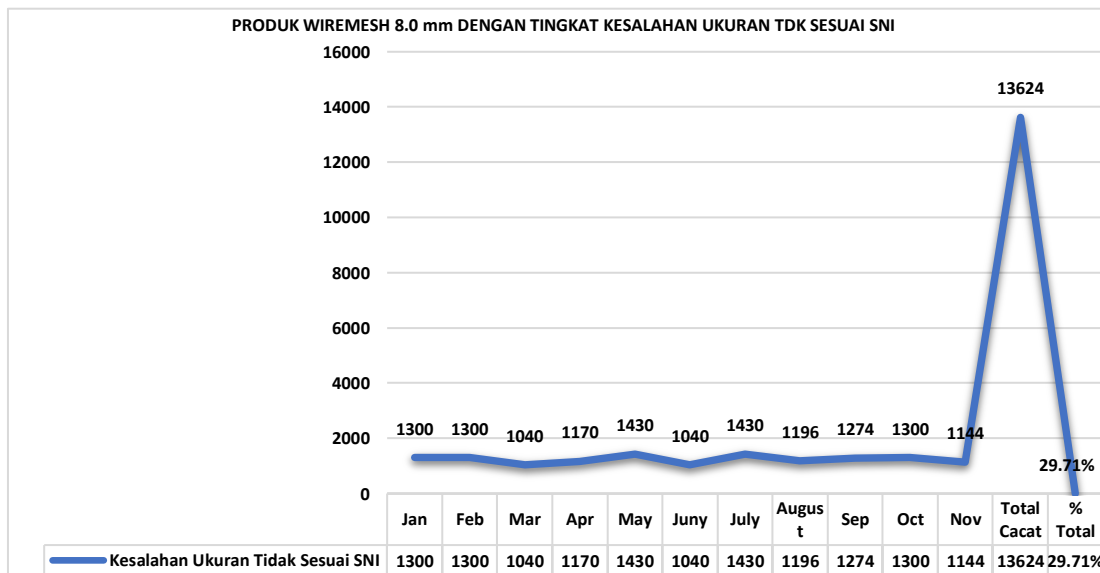 PRODUK WIREMESH 8.0 mm DENGAN TINGKAT KESALAHAN UKURAN TDK SESUAI SNI
16000
14000
12000
10000
8000
6000
4000
2000
0
1300 1300 1040 1170 1430 1040 1430 1196 1274 1300 1144 13624 29.71%
Jan Feb Mar Apr May Juny July Augus Sep Oct Nov Total %
t Cacat Total
Kesalahan Ukuran Tidak Sesuai SNI 1300 1300 1040 1170 1430 1040 1430 1196 1274 1300 1144 13624 29.71%